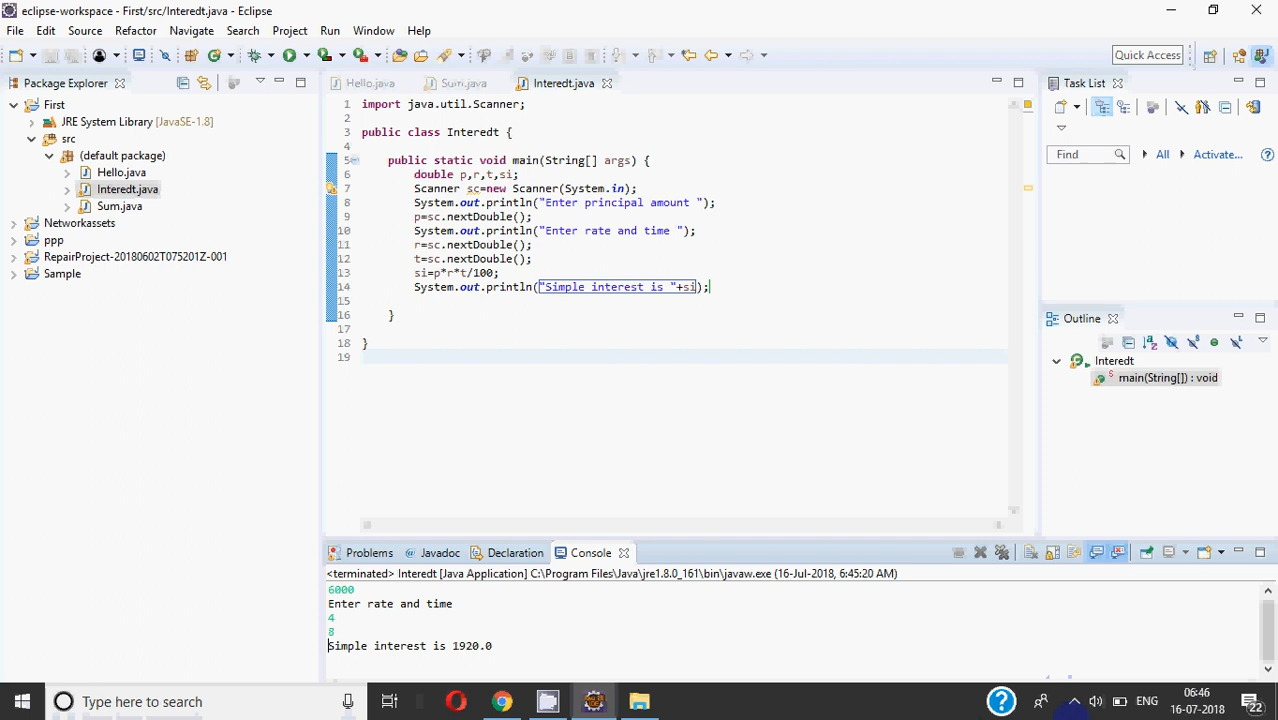 eclipse-workspace - First/src/Interedt.java - Eclipse
File Edit Source Refactor Navigate Search Project Run Window Help
Quick Access
Package Explorer
First
JRE System Library [JavaSE-1.8]
src
(default package)
Hello.java
Interedt.java
Sum.java
Networkassets
ppp
RepairProject-20180602T075201Z-001
Sample
Hello.java Sum.java Interedt.java
1 import java.util.Scanner;
2
3 public class Interedt {
4
5 public static void main(String[] args) {
6 double p,r,t,si;
7 Scanner sc=new Scanner(System.in);
8 System.out.println("Enter principal amount ");
9 p=sc.nextDouble();
10 System.out.println("Enter rate and time ");
11 r=sc.nextDouble();
12 t=sc.nextDouble();
13 si=p*r*t/100;
14 System.out.println("Simple interest is "+si);
15
16 }
17
18 }
19
Task List
Find All Activate...
Outline
Interedt
main(String[]) : void
Problems @ Javadoc Declaration Console
<terminated> Interedt [Java Application] C:\Program Files\Java\jre1.8.0_161\bin\javaw.exe (16-Jul-2018, 6:45:20 AM)
6000
Enter rate and time
4
8
Simple interest is 1920.0
Type here to search
ENG
06:46
16-07-2018
22